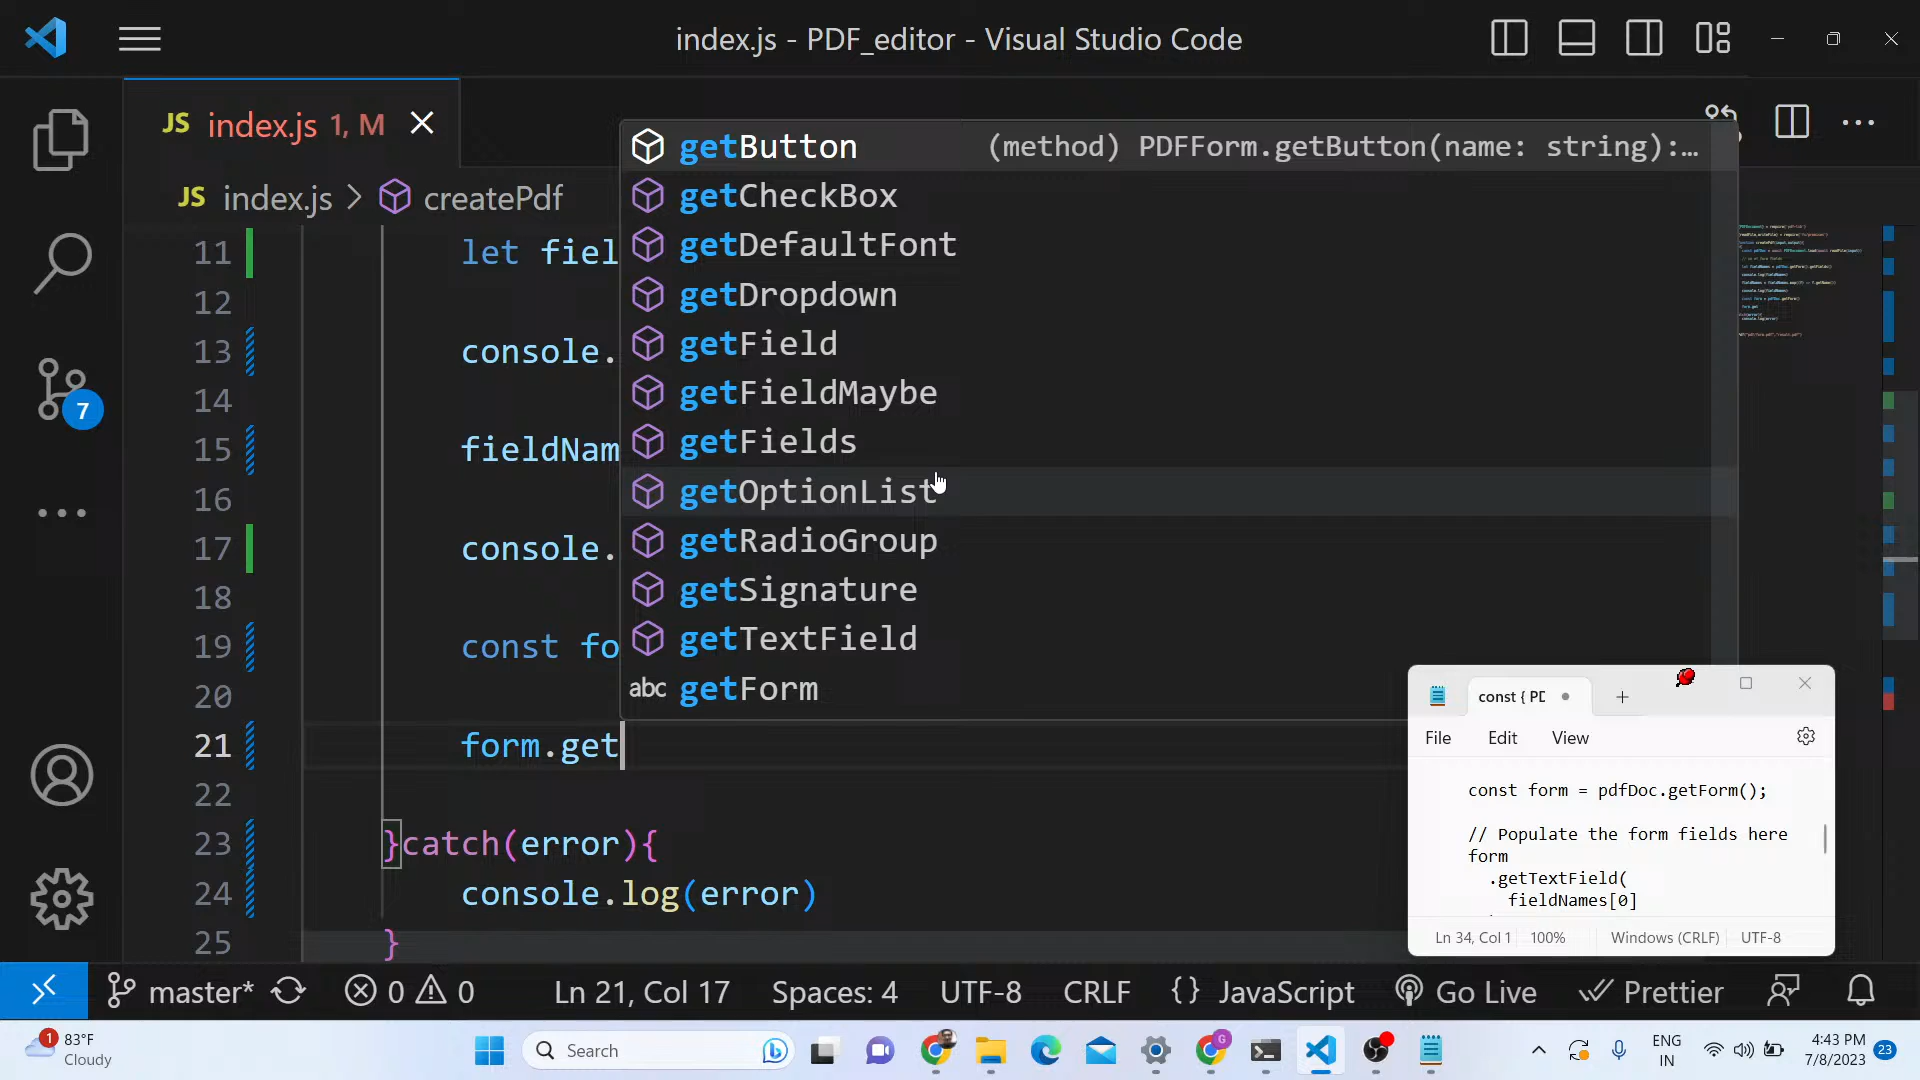 index.js - PDF_editor - Visual Studio Code
JS index.js 1, M
JS index.js > createPdf
11 let fiel
12
13 console.
14
15 fieldNam
16
17 console.
18
19 const fo
20
21 form.get
22
23 }catch(error){
24 console.log(error)
25 }
getButton (method) PDFForm.getButton(name: string):…
getCheckBox
getDefaultFont
getDropdown
getField
getFieldMaybe
getFields
getOptionList
getRadioGroup
getSignature
getTextField
abc getForm
7
const { PD
File Edit View
const form = pdfDoc.getForm();
// Populate the form fields here
form
.getTextField(
fieldNames[0]
Ln 34, Col 1 100% Windows (CRLF) UTF-8
master* 0 0 Ln 21, Col 17 Spaces: 4 UTF-8 CRLF {} JavaScript Go Live Prettier
1 83°F
Cloudy
Search
ENG
IN
4:43 PM
7/8/2023
23